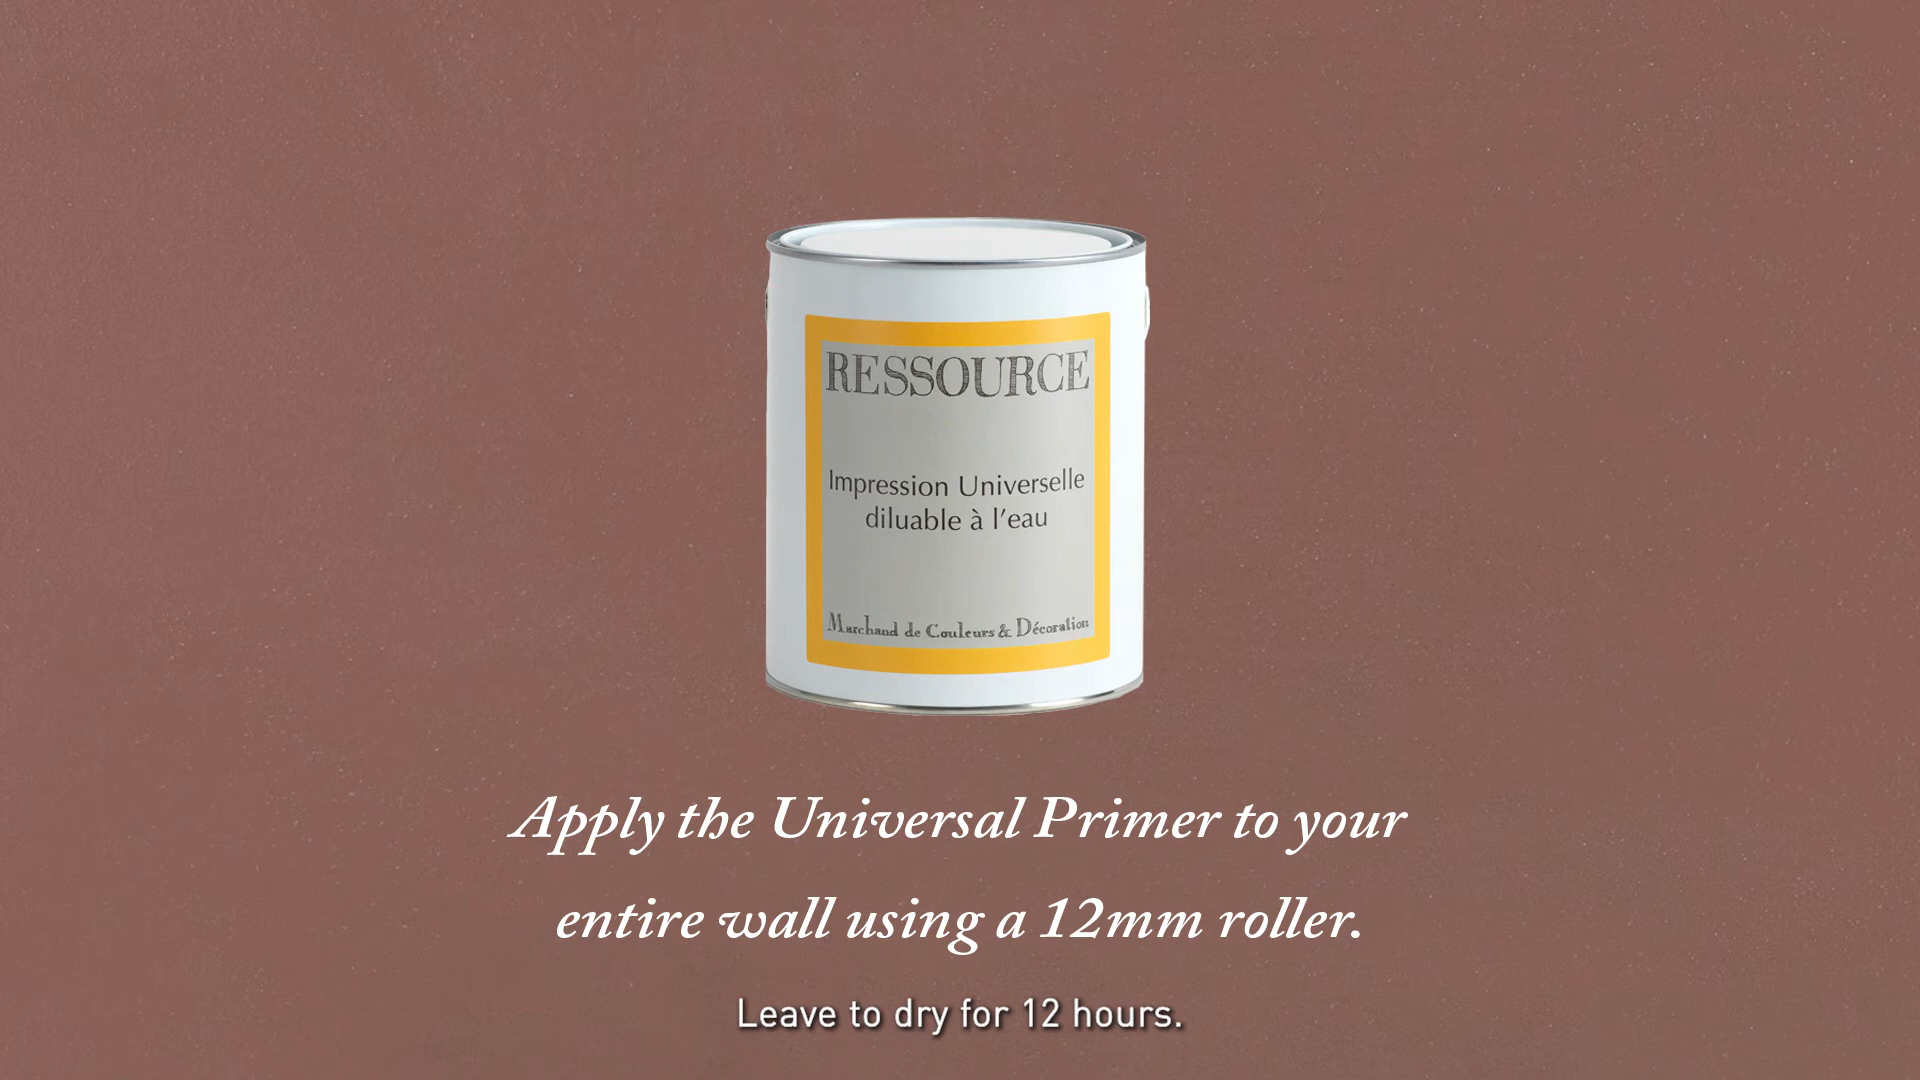 RESSOURCE
Impression Universelle
diluable à l'eau
Marchand de Couleurs & Décoration
Apply the Universal Primer to your
entire wall using a 12mm roller.
Leave to dry for 12 hours.